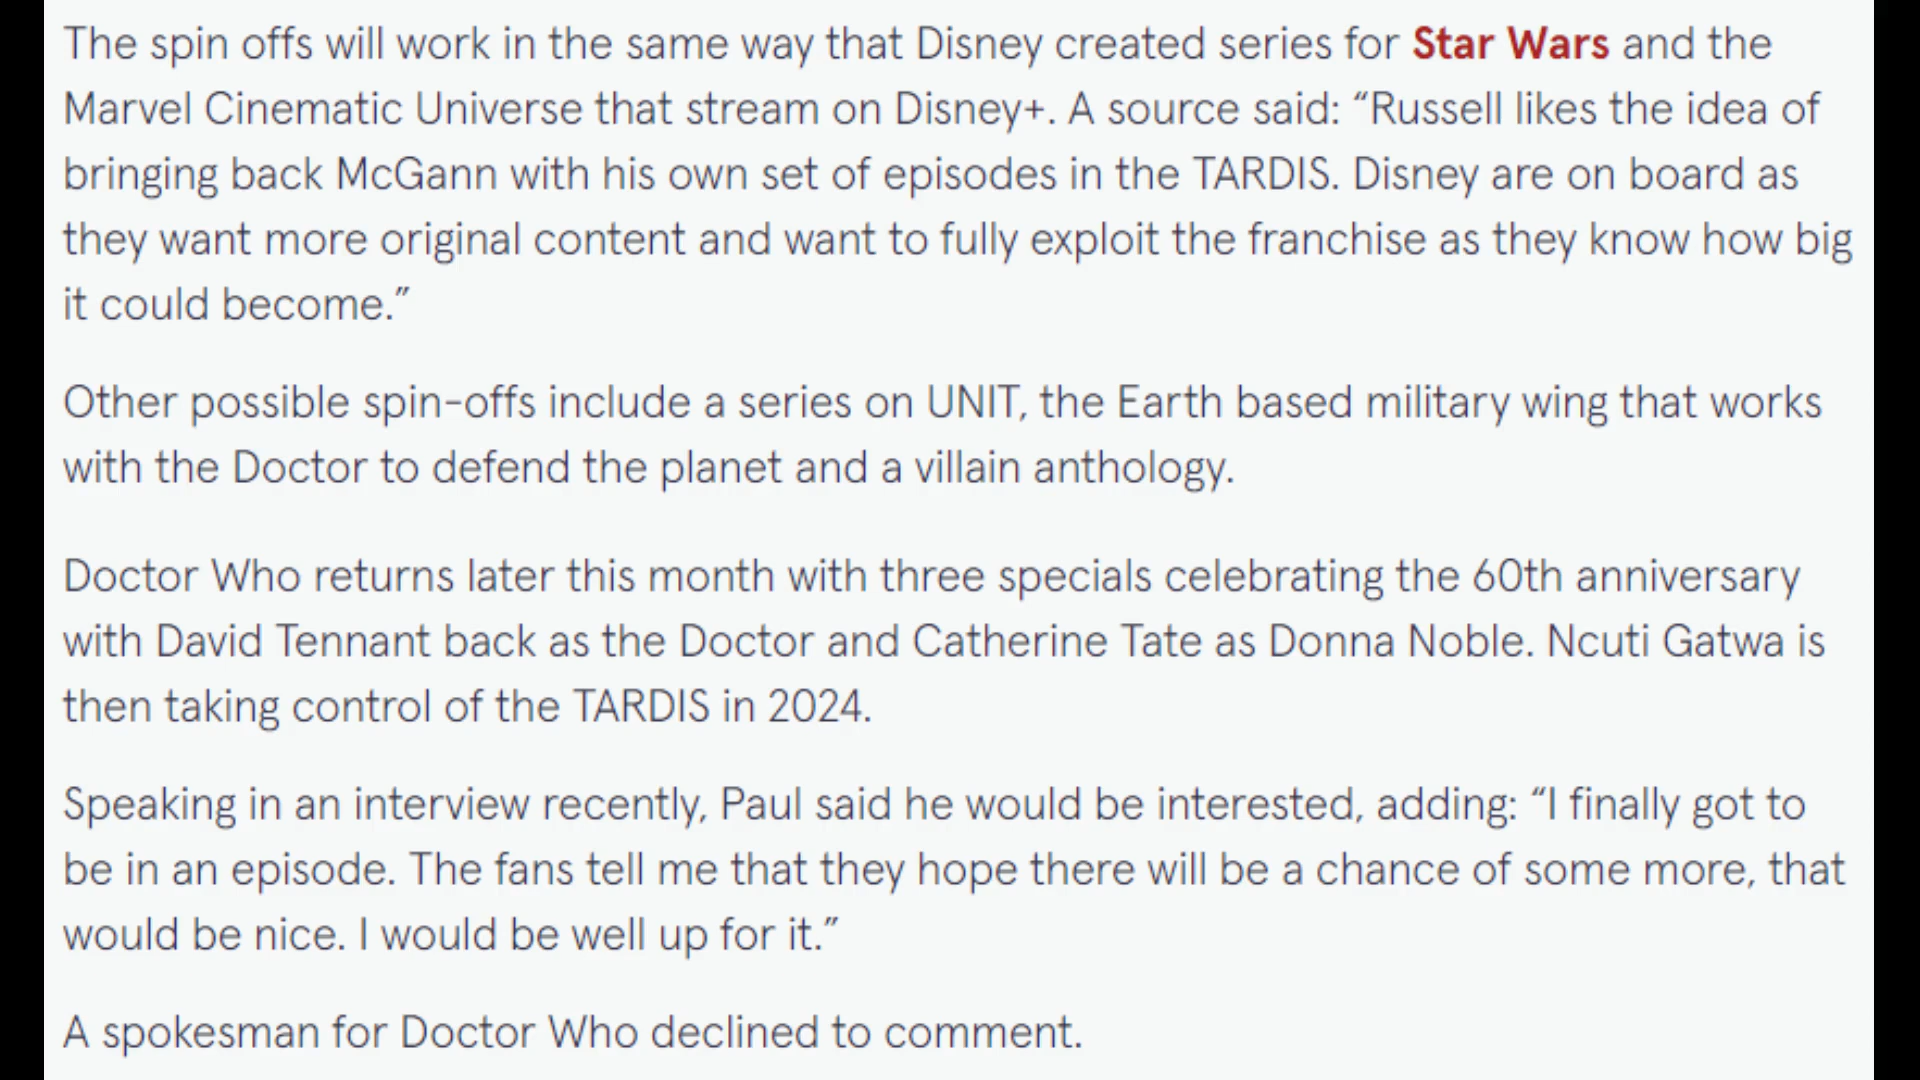 The spin offs will work in the same way that Disney created series for Star Wars and the
Marvel Cinematic Universe that stream on Disney+. A source said: “Russell likes the idea of
bringing back McGann with his own set of episodes in the TARDIS. Disney are on board as
they want more original content and want to fully exploit the franchise as they know how big
it could become.”
Other possible spin-offs include a series on UNIT, the Earth based military wing that works
with the Doctor to defend the planet and a villain anthology.
Doctor Who returns later this month with three specials celebrating the 60th anniversary
with David Tennant back as the Doctor and Catherine Tate as Donna Noble. Ncuti Gatwa is
then taking control of the TARDIS in 2024.
Speaking in an interview recently, Paul said he would be interested, adding: “I finally got to
be in an episode. The fans tell me that they hope there will be a chance of some more, that
would be nice. I would be well up for it.”
A spokesman for Doctor Who declined to comment.